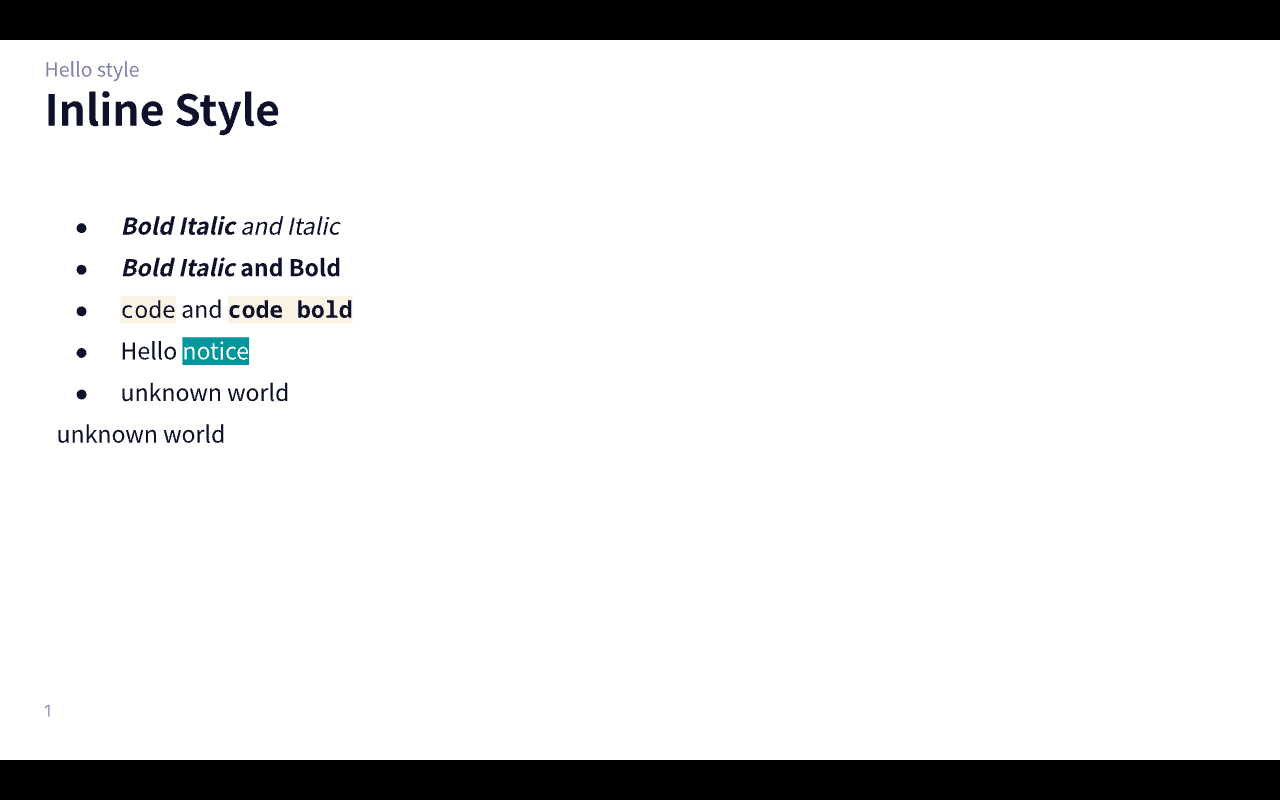 Hello style
Inline Style
● Bold Italic and Italic
● Bold Italic and Bold
● code and code bold
● Hello notice
● unknown world
unknown world
1